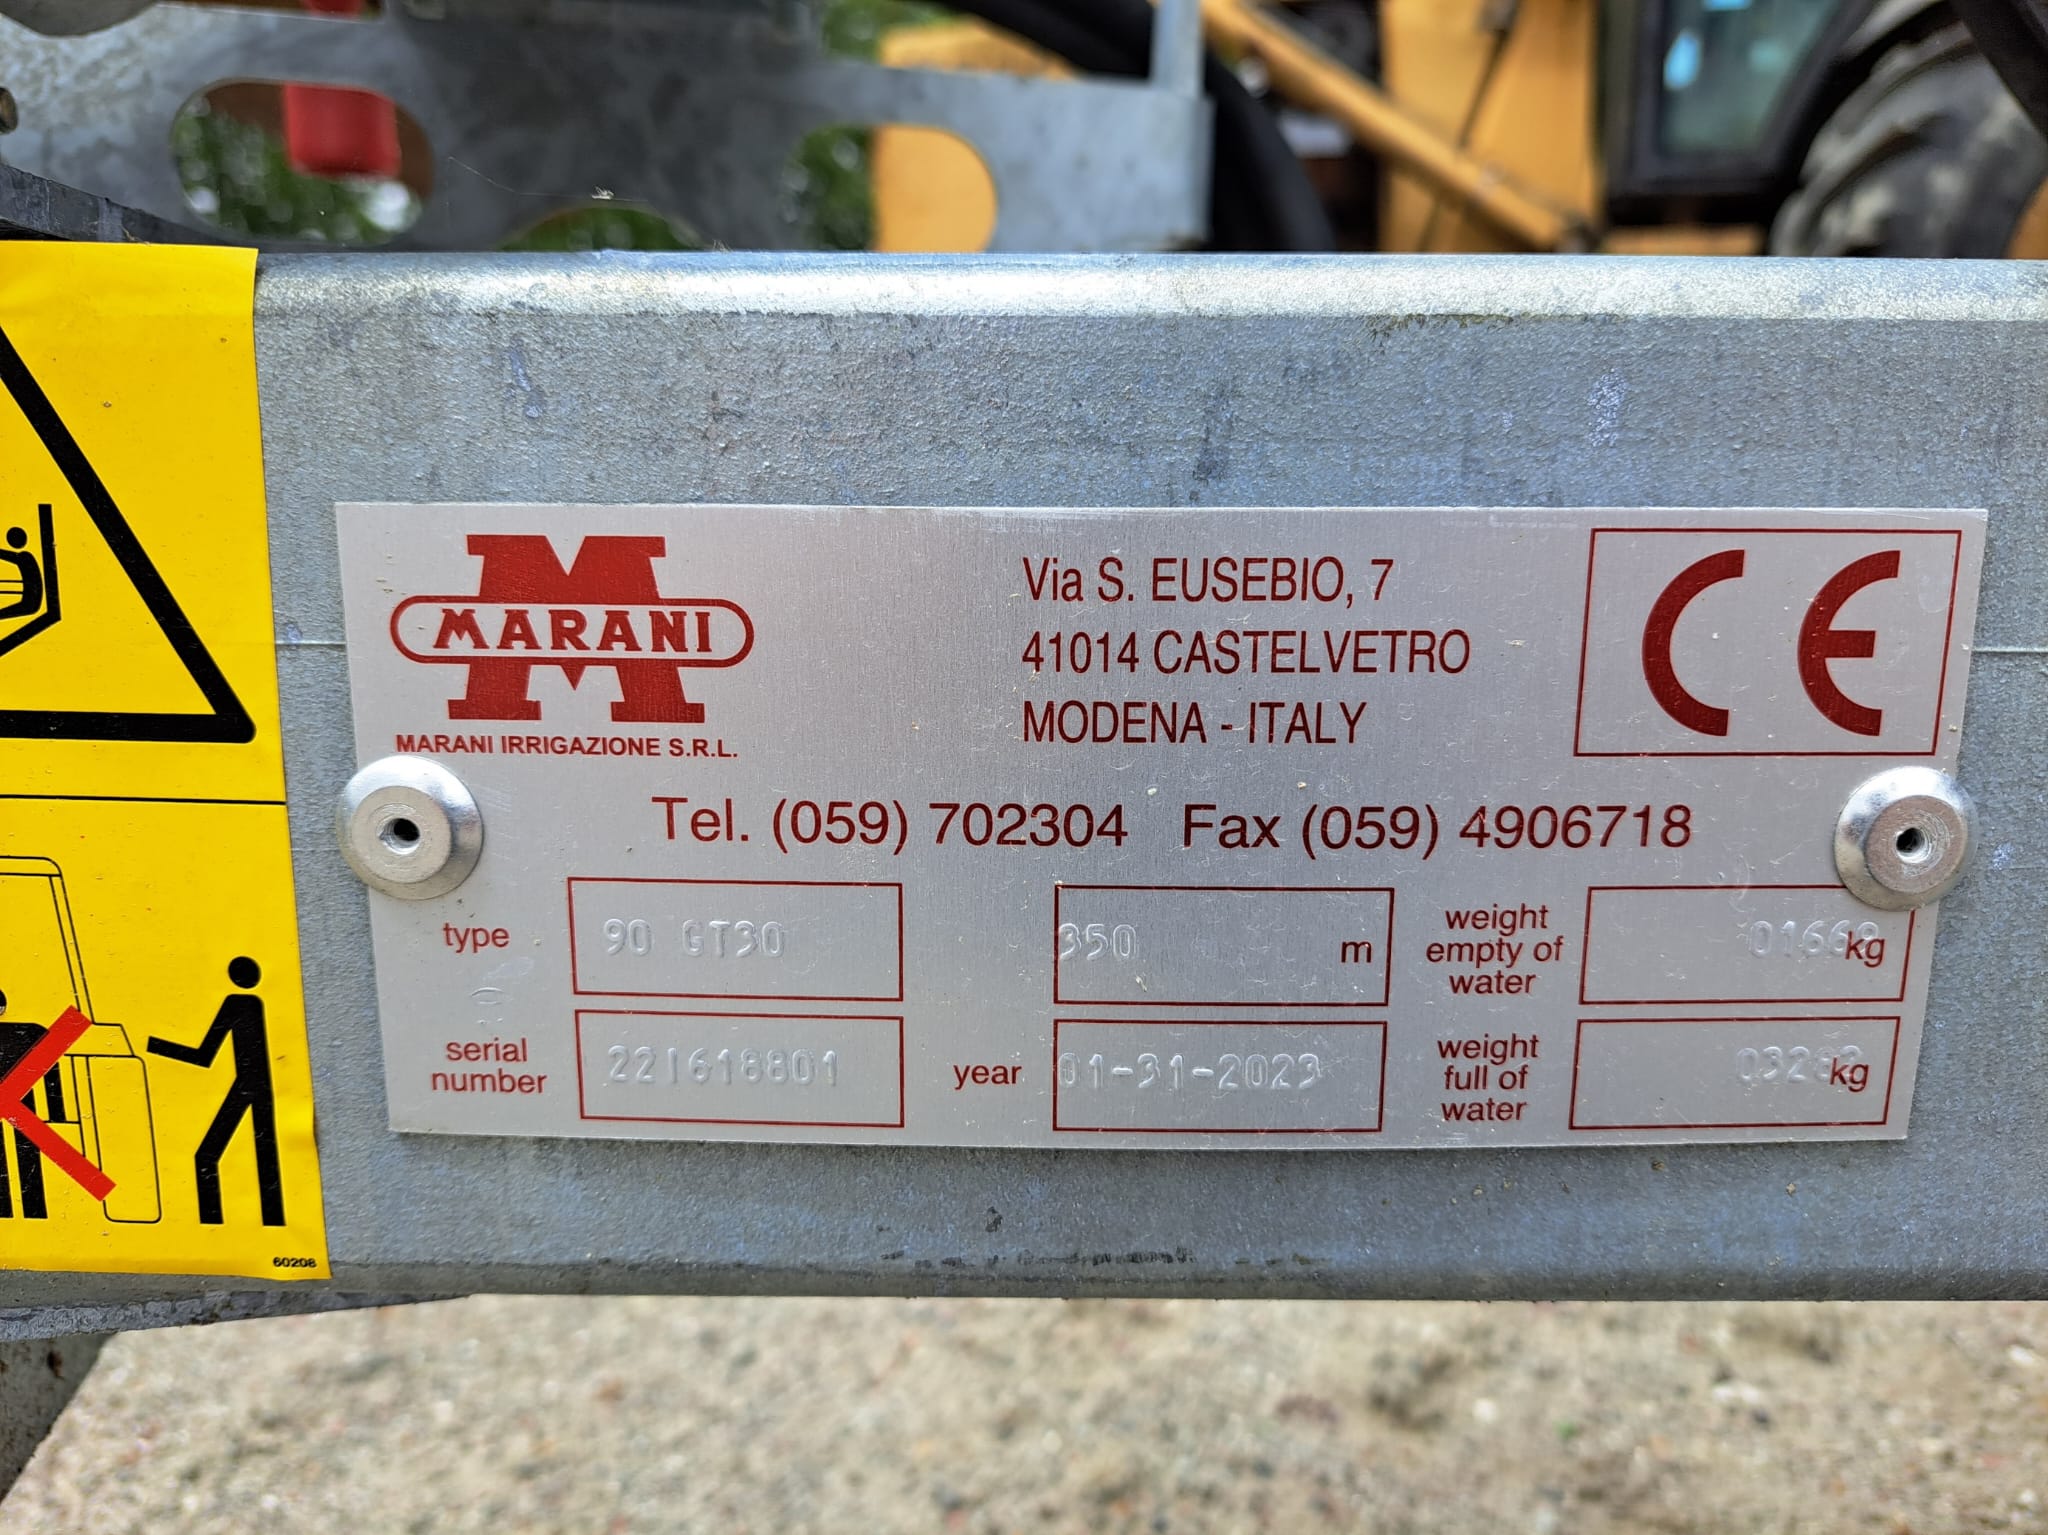 MARANI
MARANI IRRIGAZIONE S.R.L.
Via S. EUSEBIO, 7
41014 CASTELVETRO
MODENA - ITALY
CE
Tel. (059) 702304 Fax (059) 4906718
type 90 GT30 350 m weight empty of water kg
serial number 221618801 year 01-31-2023 weight full of water kg
60208